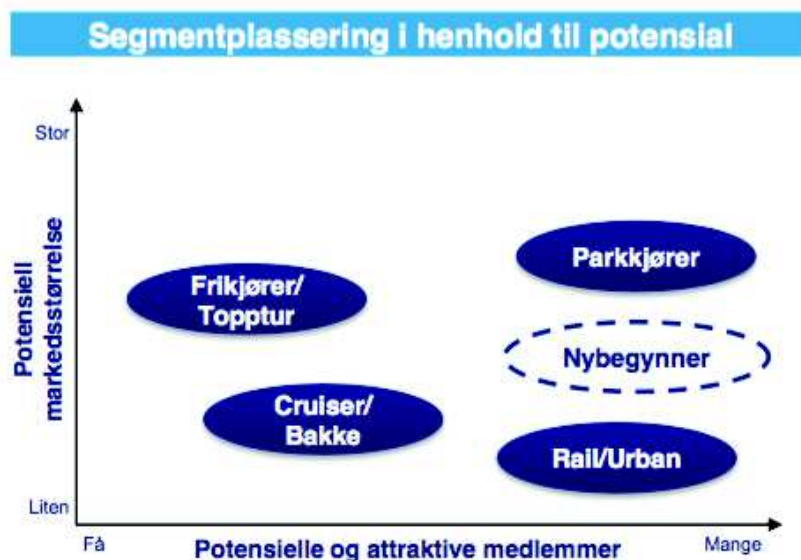 Segmentplassering i henhold til potensial
Stor
Potensiell
markedsstørrelse
Liten
Parkkjører
Frikjører/
Topptur
Nybegynner
Cruiser/
Bakke
Rail/Urban
Få
Potensielle og attraktive medlemmer
Mange